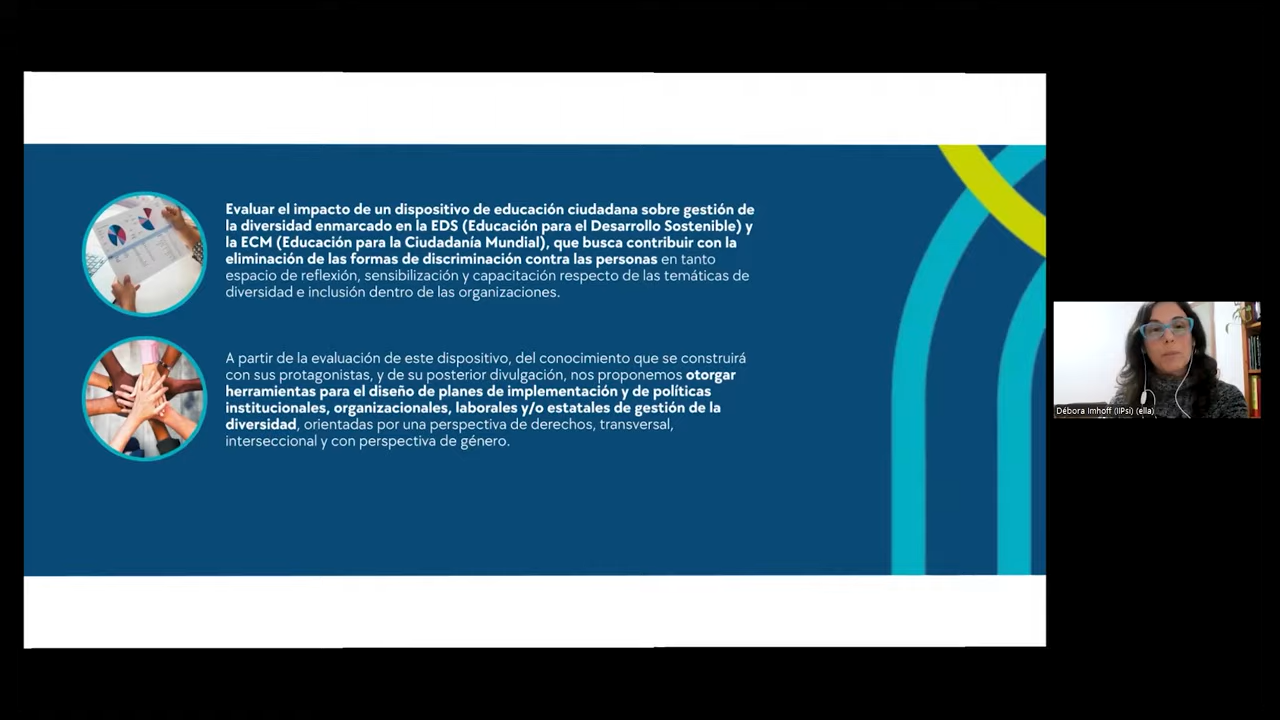 Evaluar el impacto de un dispositivo de educación ciudadana sobre gestión de
la diversidad enmarcado en la EDS (Educación para el Desarrollo Sostenible) y
la ECM (Educación para la Ciudadanía Mundial), que busca contribuir con la
eliminación de las formas de discriminación contra las personas en tanto
espacio de reflexión, sensibilización y capacitación respecto de las temáticas de
diversidad e inclusión dentro de las organizaciones.
A partir de la evaluación de este dispositivo, del conocimiento que se construirá
con sus protagonistas, y de su posterior divulgación, nos proponemos otorgar
herramientas para el diseño de planes de implementación y de políticas
institucionales, organizacionales, laborales y/o estatales de gestión de la
diversidad, orientadas por una perspectiva de derechos, transversal,
interseccional y con perspectiva de género.
Débora Imhoff (IIPsi) (ella)